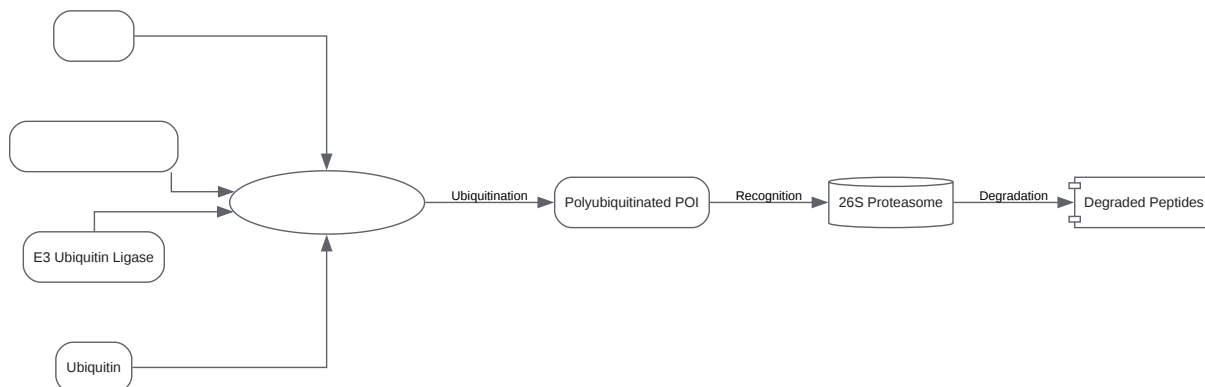 Ubiquitination
Polyubiquitinated POI
Recognition
26S Proteasome
Degradation
Degraded Peptides
E3 Ubiquitin Ligase
Ubiquitin